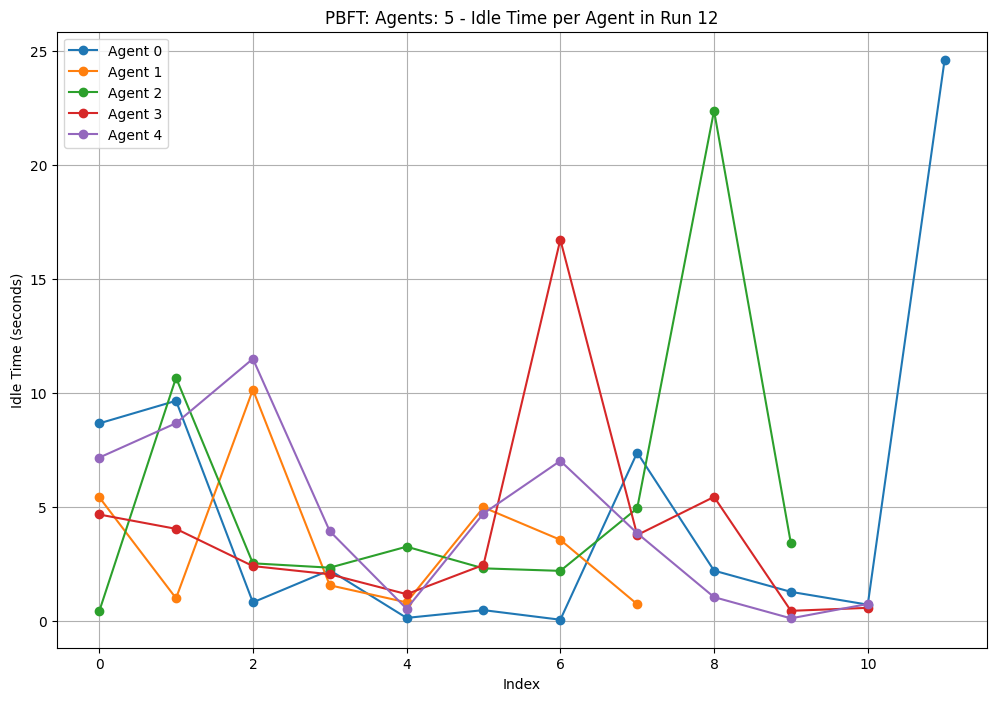 PBFT: Agents: 5 - Idle Time per Agent in Run 12
Agent 0
Agent 1
Agent 2
Agent 3
Agent 4
25
20
15
10
5
0
Idle Time (seconds)
0 2 4 6 8 10
Index